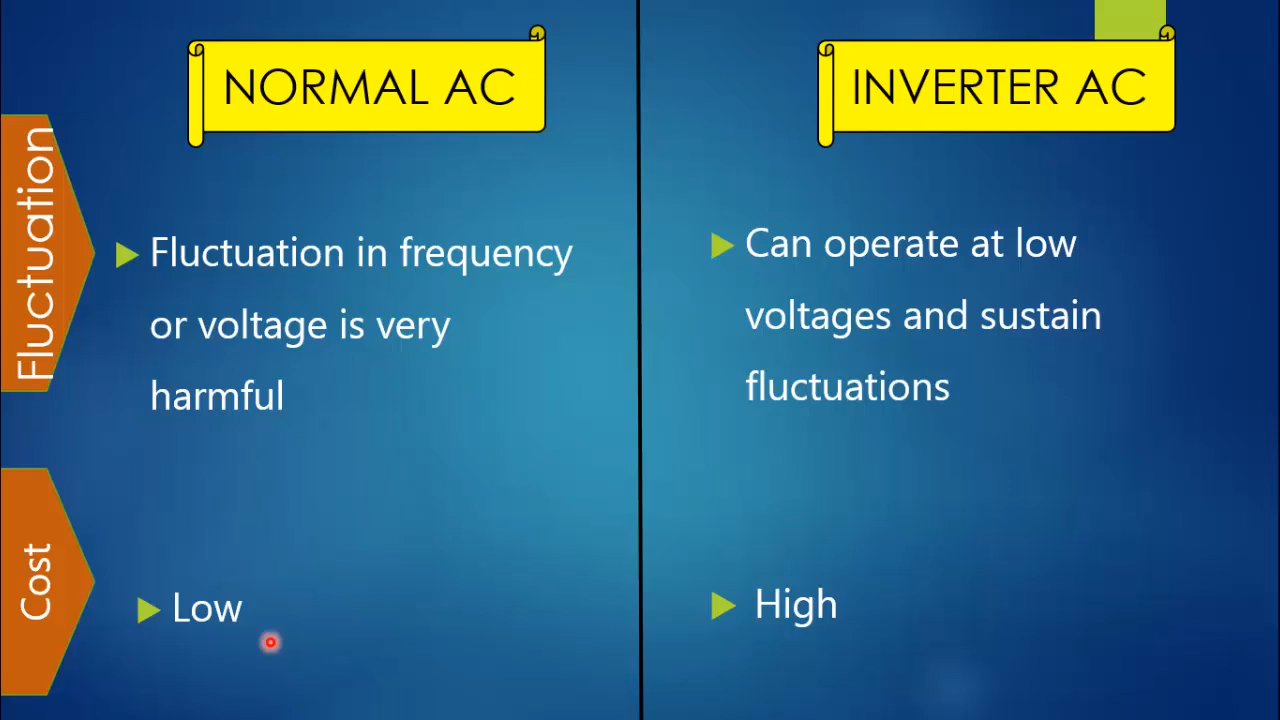 NORMAL AC
INVERTER AC
Fluctuation
Fluctuation in frequency
or voltage is very
harmful
Can operate at low
voltages and sustain
fluctuations
Cost
Low
High